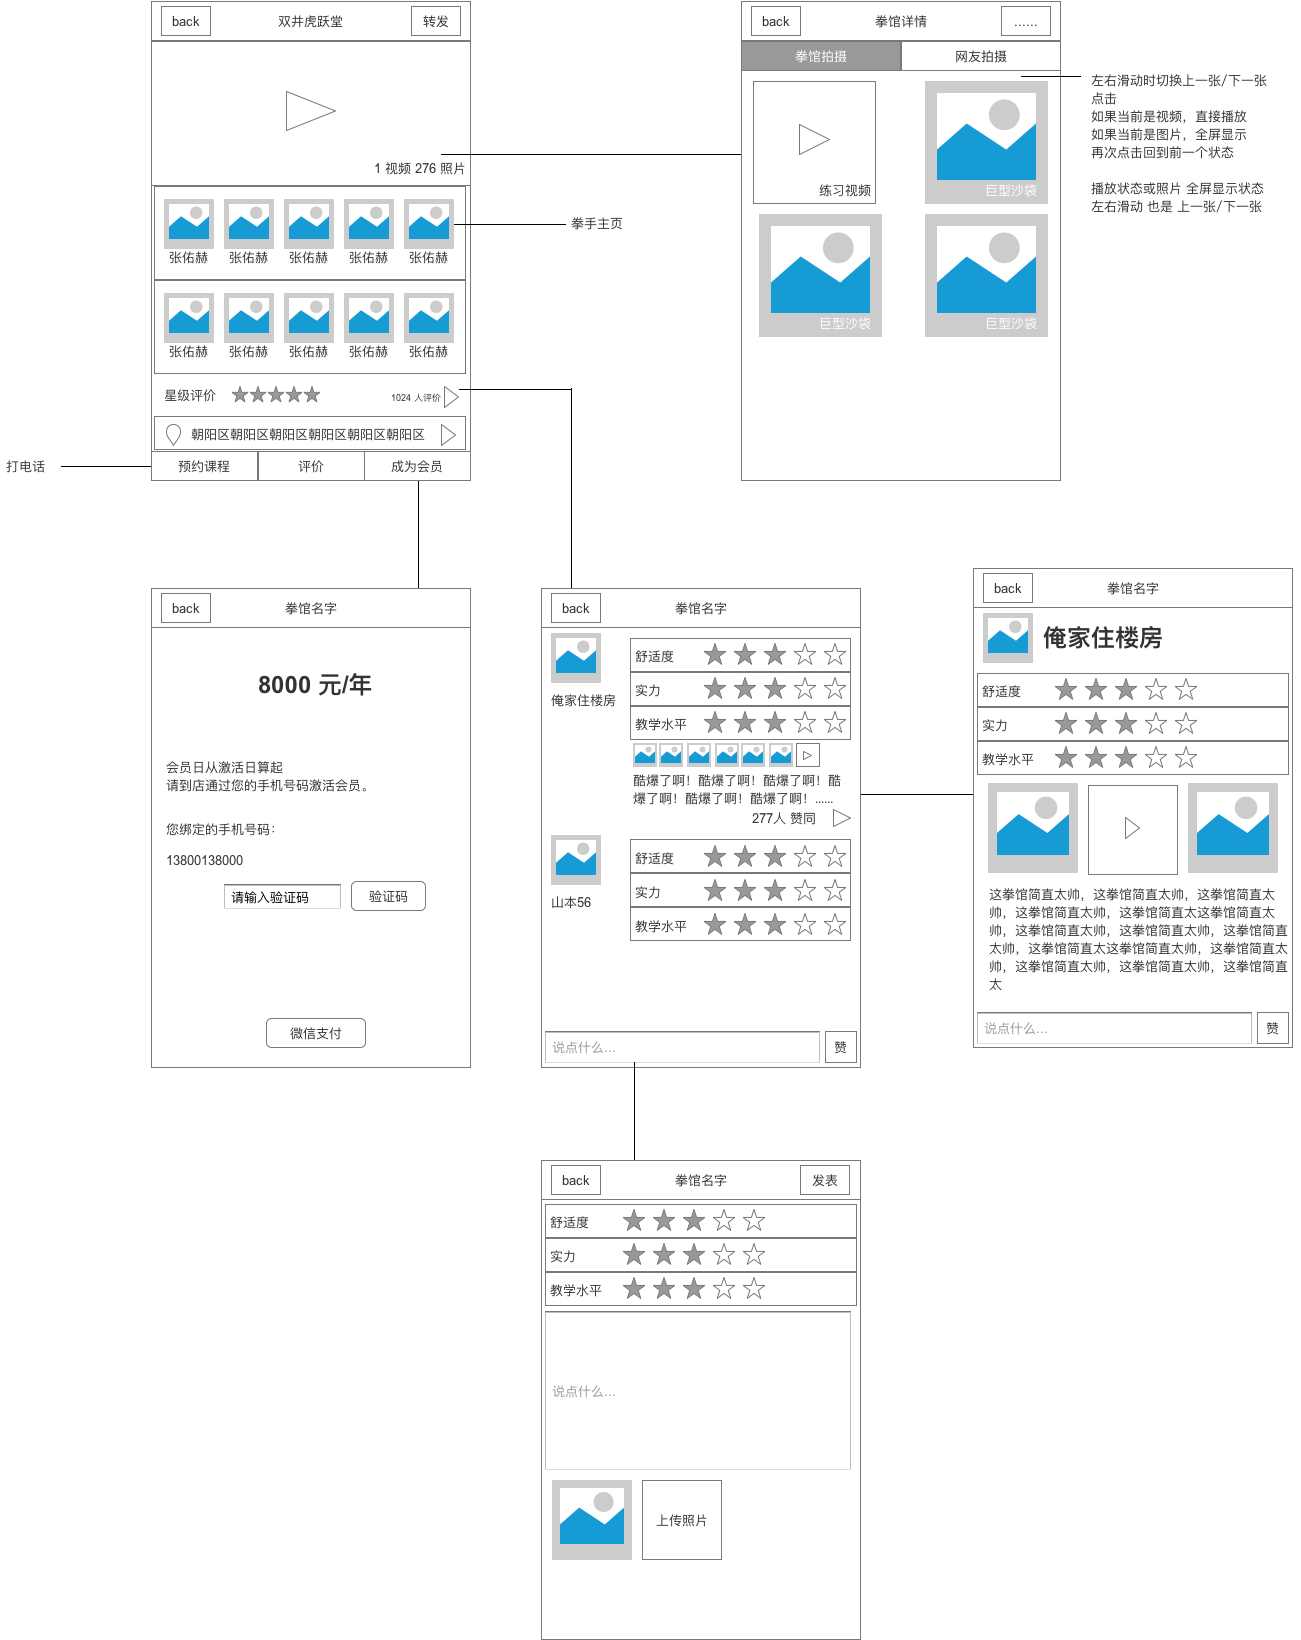 back
双井虎跃堂
转发
1 视频 276 照片
张佑赫
张佑赫
张佑赫
张佑赫
张佑赫
张佑赫
张佑赫
张佑赫
张佑赫
张佑赫
星级评价
1024 人评价
朝阳区朝阳区朝阳区朝阳区朝阳区朝阳区
预约课程
评价
成为会员
打电话
拳手主页
back
拳馆详情
......
拳馆拍摄
网友拍摄
练习视频
巨型沙袋
巨型沙袋
巨型沙袋
左右滑动时切换上一张/下一张
点击
如果当前是视频，直接播放
如果当前是图片，全屏显示
再次点击回到前一个状态
播放状态或照片 全屏显示状态
左右滑动 也是 上一张/下一张
back
拳馆名字
8000 元/年
会员日从激活日算起
请到店通过您的手机号码激活会员。
您绑定的手机号码：
13800138000
请输入验证码
验证码
微信支付
back
拳馆名字
俺家住楼房
舒适度
实力
教学水平
酷爆了啊！酷爆了啊！酷爆了啊！酷
爆了啊！酷爆了啊！酷爆了啊！......
277人 赞同
山本56
舒适度
实力
教学水平
说点什么...
赞
back
拳馆名字
俺家住楼房
舒适度
实力
教学水平
这拳馆简直太帅，这拳馆简直太帅，这拳馆简直太
帅，这拳馆简直太帅，这拳馆简直太这拳馆简直太
帅，这拳馆简直太帅，这拳馆简直太帅，这拳馆简直
太帅，这拳馆简直太这拳馆简直太帅，这拳馆简直太
帅，这拳馆简直太帅，这拳馆简直太帅，这拳馆简直
太
说点什么...
赞
back
拳馆名字
发表
舒适度
实力
教学水平
说点什么...
上传照片